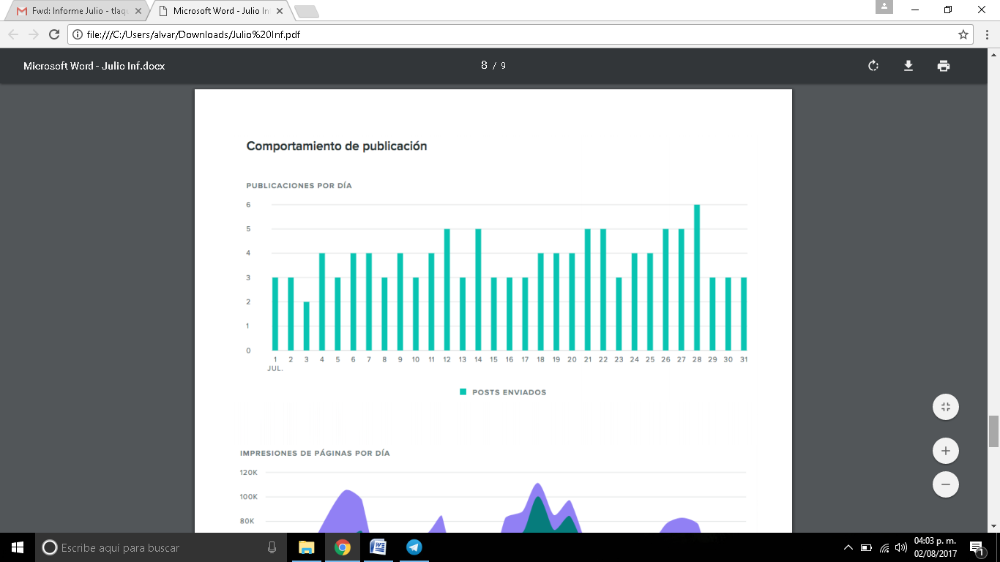 Fwd: Informe Julio - tlaqu
Microsoft Word - Julio In
file:///C:/Users/alvar/Downloads/Julio%20Inf.pdf
Microsoft Word - Julio Inf.docx
8 / 9
Comportamiento de publicación
PUBLICACIONES POR DÍA
6
5
4
3
2
1
0
1 2 3 4 5 6 7 8 9 10 11 12 13 14 15 16 17 18 19 20 21 22 23 24 25 26 27 28 29 30 31
JUL.
POSTS ENVIADOS
IMPRESIONES DE PÁGINAS POR DÍA
120K
100K
80K
Escribe aquí para buscar
04:03 p. m.
02/08/2017
1